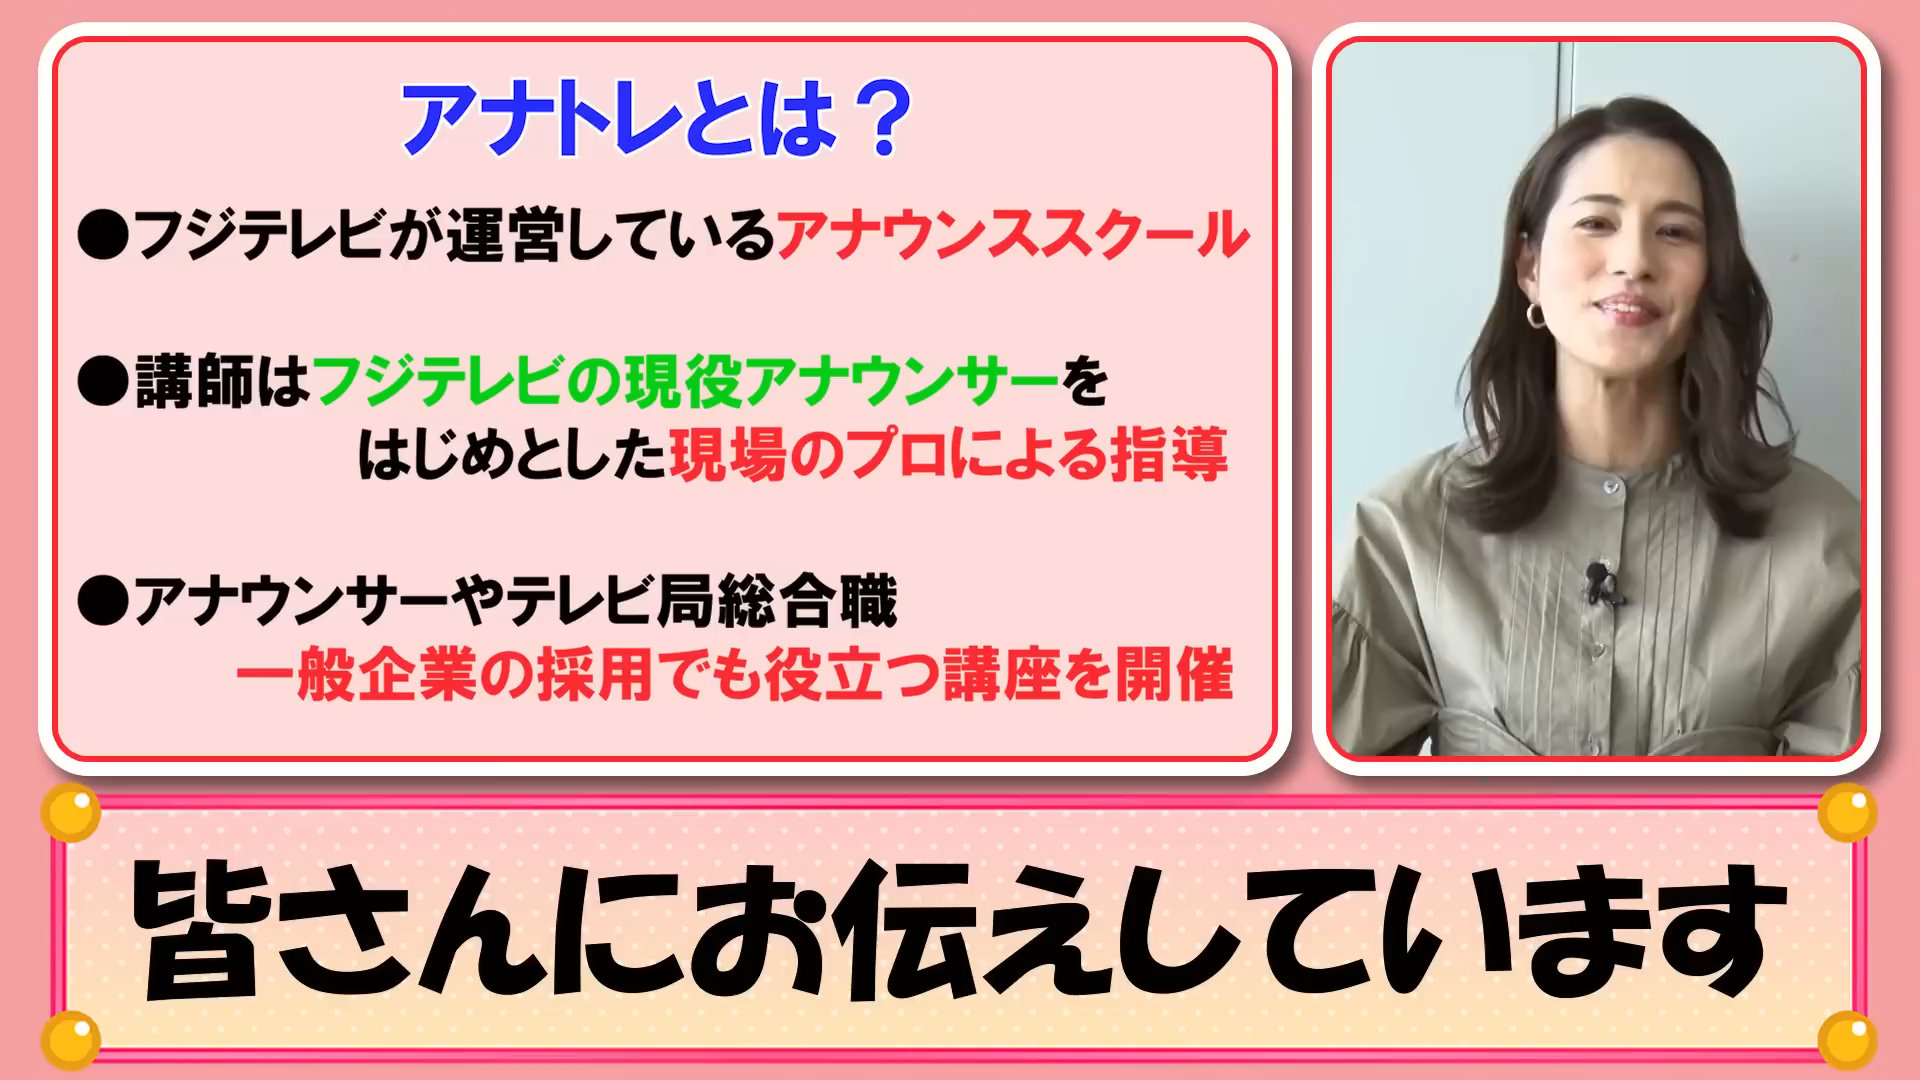 アナトレとは？
●フジテレビが運営しているアナウンススクール
●講師はフジテレビの現役アナウンサーを
はじめとした現場のプロによる指導
●アナウンサーやテレビ局総合職
一般企業の採用でも役立つ講座を開催
皆さんにお伝えしています